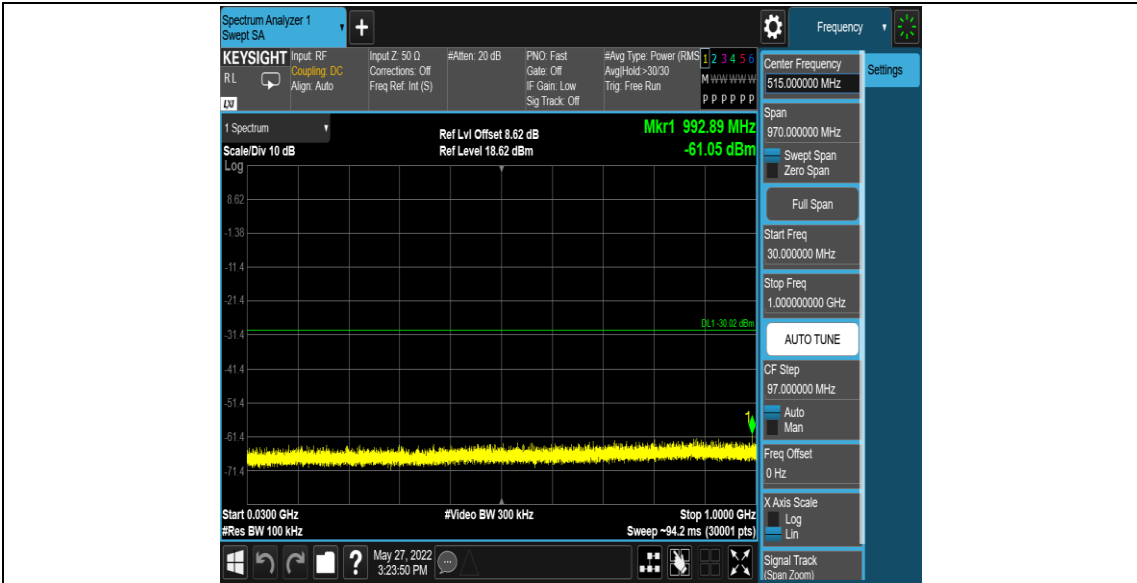 Spectrum Analyzer 1
Swept SA
+
Frequency
KEYSIGHT
RL
LXI
Input: RF
Coupling: DC
Align: Auto
Input Z: 50 Ω
Corrections: Off
Freq Ref: Int (S)
#Atten: 20 dB
PNO: Fast
Gate: Off
IF Gain: Low
Sig Track: Off
#Avg Type: Power (RMS
Avg|Hold:>30/30
Trig: Free Run
1 2 3 4 5 6
M W W W W W
P P P P P P
1 Spectrum
Scale/Div 10 dB
Log
Ref Lvl Offset 8.62 dB
Ref Level 18.62 dBm
Mkr1 992.89 MHz
-61.05 dBm
8.62
-1.38
-11.4
-21.4
DL1 -30.02 dBm
-31.4
-41.4
-51.4
1
-61.4
-71.4
Start 0.0300 GHz
#Res BW 100 kHz
#Video BW 300 kHz
Stop 1.0000 GHz
Sweep ~94.2 ms (30001 pts)
?
May 27, 2022
3:23:50 PM
Center Frequency
515.000000 MHz
Span
970.000000 MHz
Swept Span
Zero Span
Full Span
Start Freq
30.000000 MHz
Stop Freq
1.000000000 GHz
AUTO TUNE
CF Step
97.000000 MHz
Auto
Man
Freq Offset
0 Hz
X Axis Scale
Log
Lin
Signal Track
(Span Zoom)
Settings